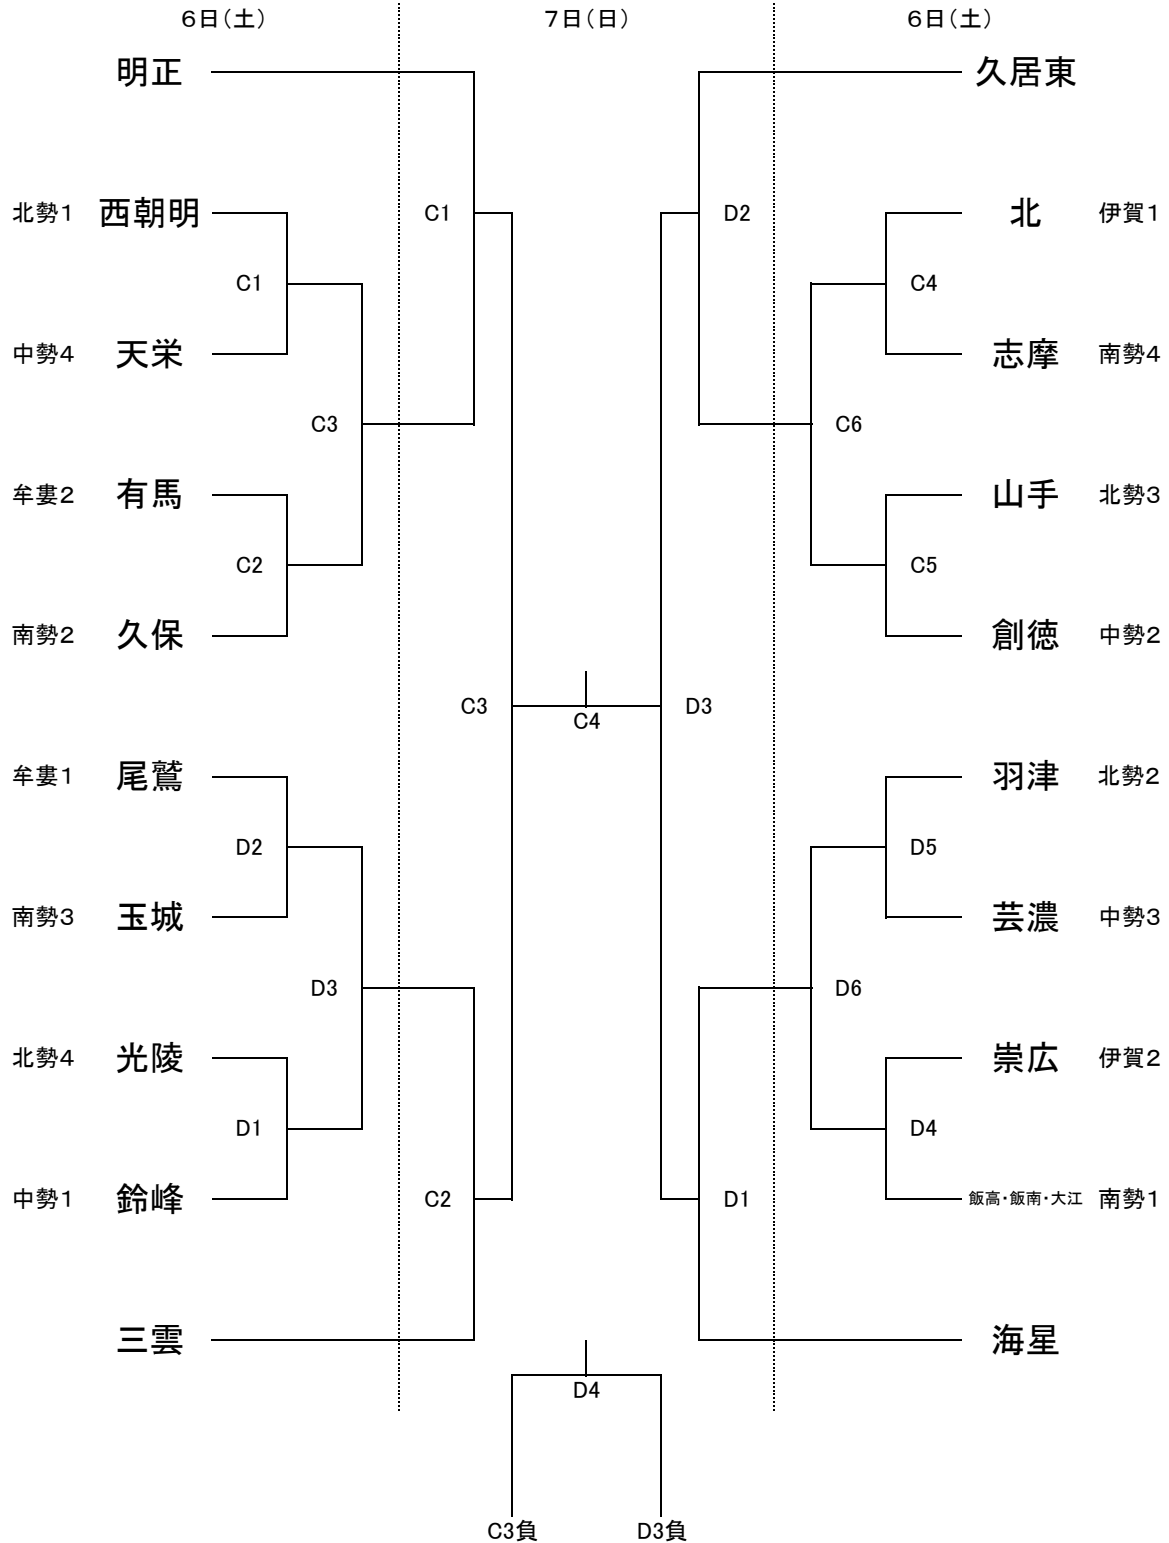 6日(土) 7日(日) 6日(土)
明正 久居東
北勢1 西朝明 C1 D2 北 伊賀1
C1 C4
中勢4 天栄 志摩 南勢4
C3 C6
牟婁2 有馬 山手 北勢3
C2 C5
南勢2 久保 創徳 中勢2
C3 C4 D3
牟婁1 尾鷲 羽津 北勢2
D2 D5
南勢3 玉城 芸濃 中勢3
D3 D6
北勢4 光陵 崇広 伊賀2
D1 D4
中勢1 鈴峰 C2 D1 飯高・飯南・大江 南勢1
三雲 海星
D4
C3負 D3負